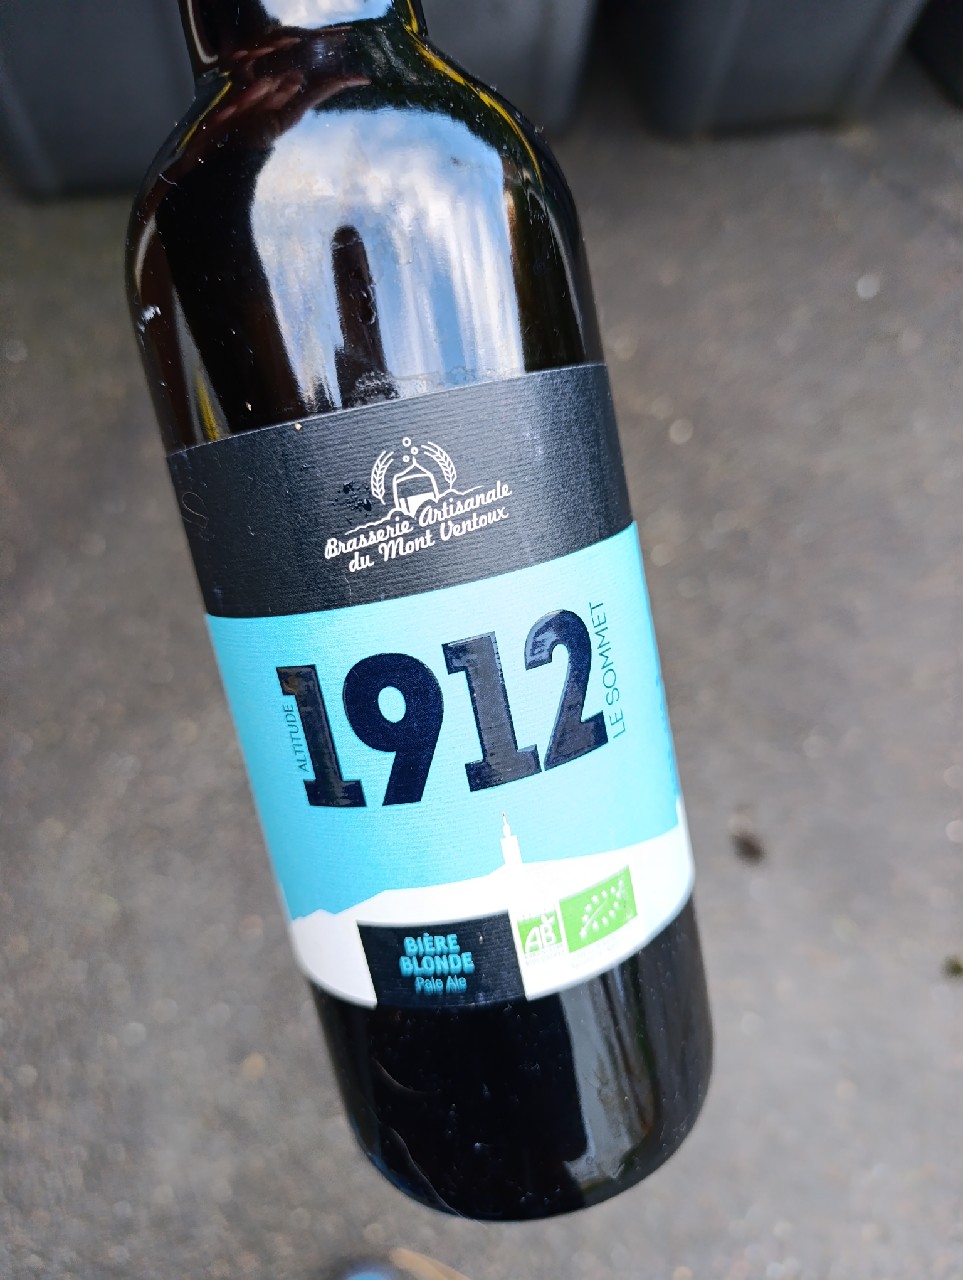 Brasserie Artisanale
du Mont Ventoux
ALTITUDE
1912
LE SOMMET
BIÈRE
BLONDE
Pale Ale
AB